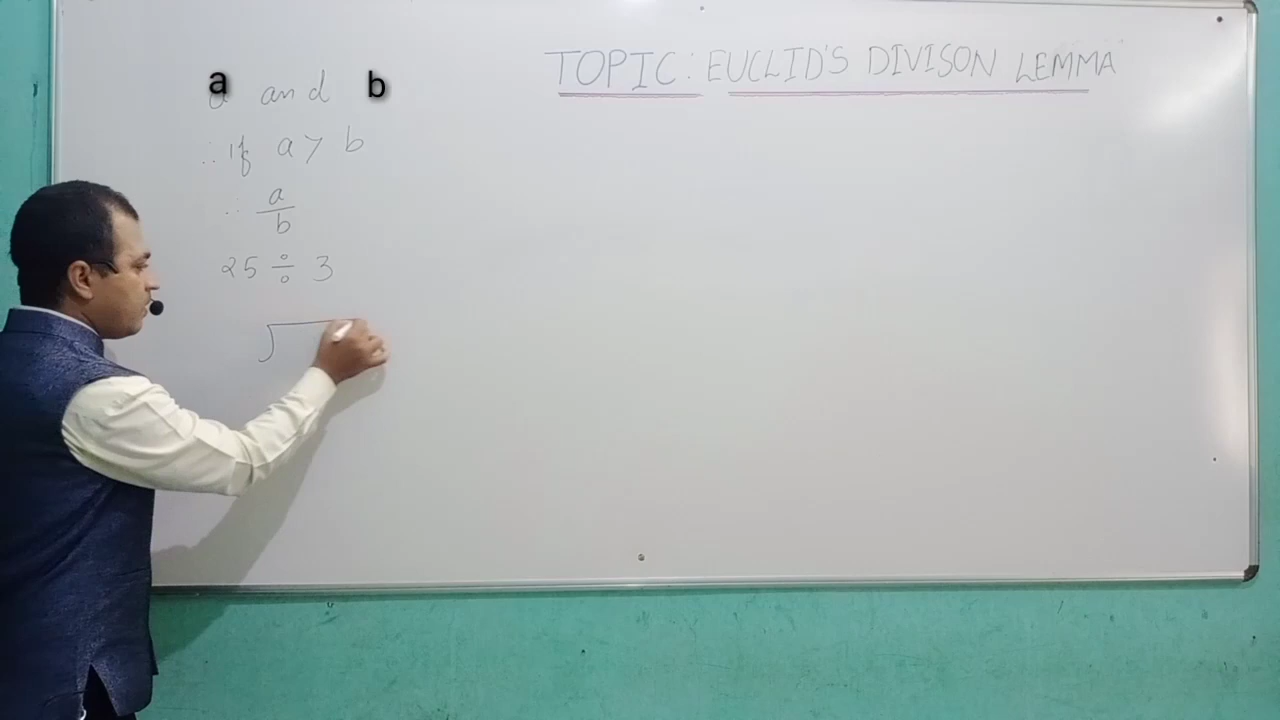 TOPIC: EUCLID'S DIVISON LEMMA
a and b
∴ If a > b
∴ a/b
25 ÷ 3